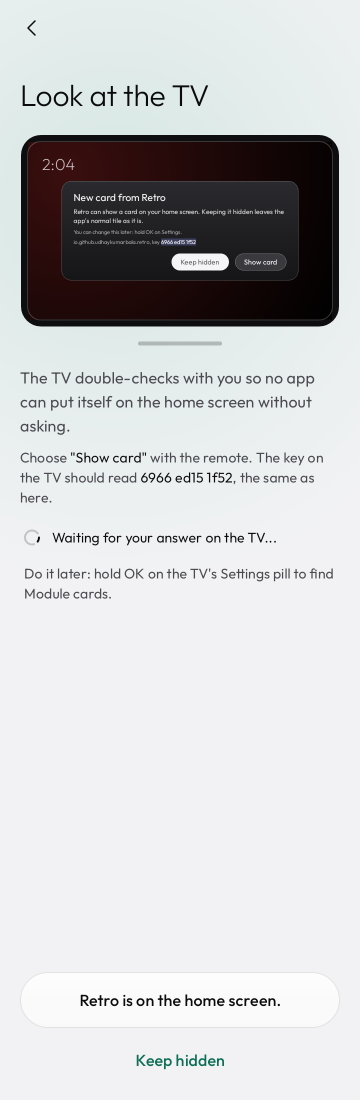 Look at the TV
2:04
New card from Retro
Retro can show a card on your home screen. Keeping it hidden leaves the
app's normal tile as it is.
You can change this later: hold OK on Settings.
io.github.udhaykumarbala.retro, key 6966 ed15 1f52
Keep hidden
Show card
The TV double-checks with you so no app
can put itself on the home screen without
asking.
Choose "Show card" with the remote. The key on
the TV should read 6966 ed15 1f52, the same as
here.
Waiting for your answer on the TV...
Do it later: hold OK on the TV's Settings pill to find
Module cards.
Retro is on the home screen.
Keep hidden